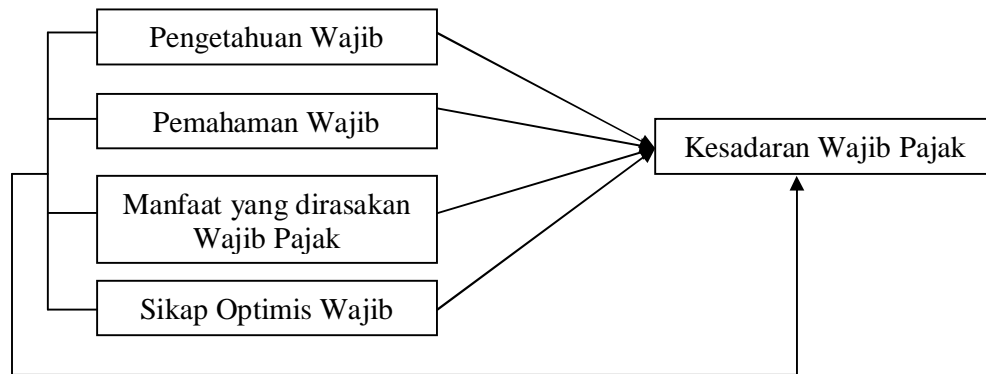 Pengetahuan Wajib
Pemahaman Wajib
Manfaat yang dirasakan
Wajib Pajak
Sikap Optimis Wajib
Kesadaran Wajib Pajak